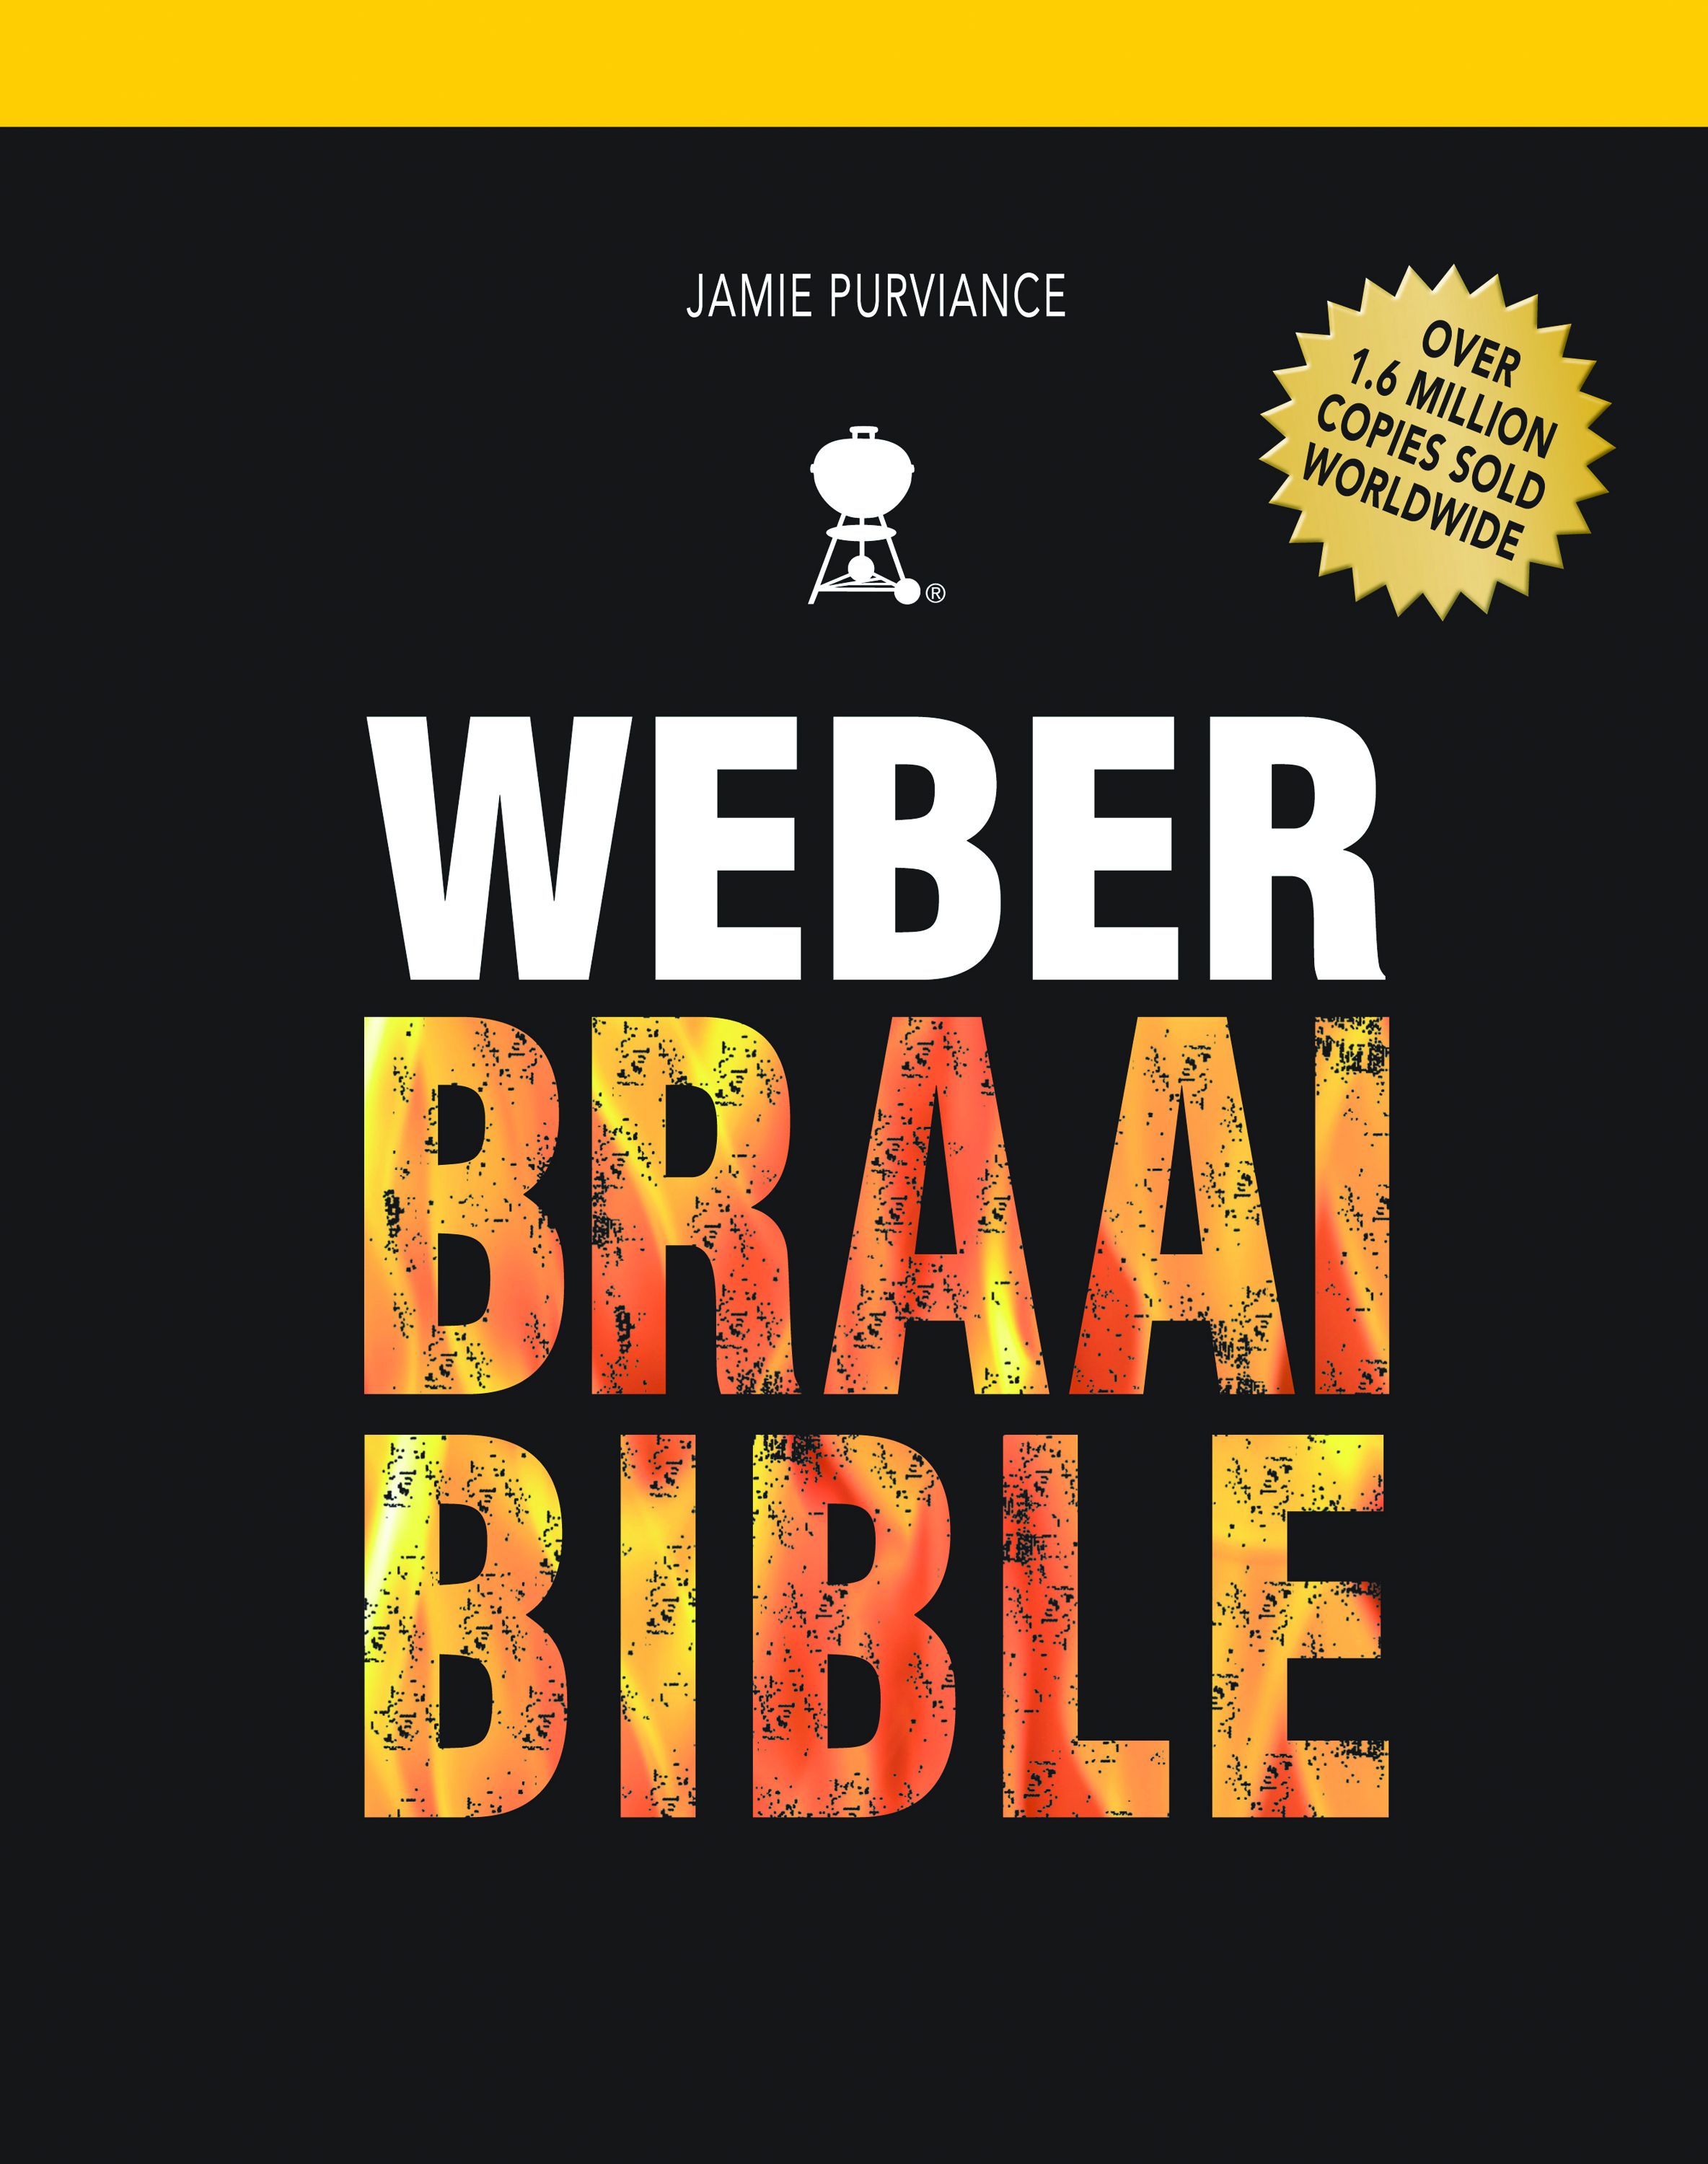 JAMIE PURVIANCE
OVER
1.6 MILLION
COPIES SOLD
WORLDWIDE
®
WEBER
BRAAI
BIBLE